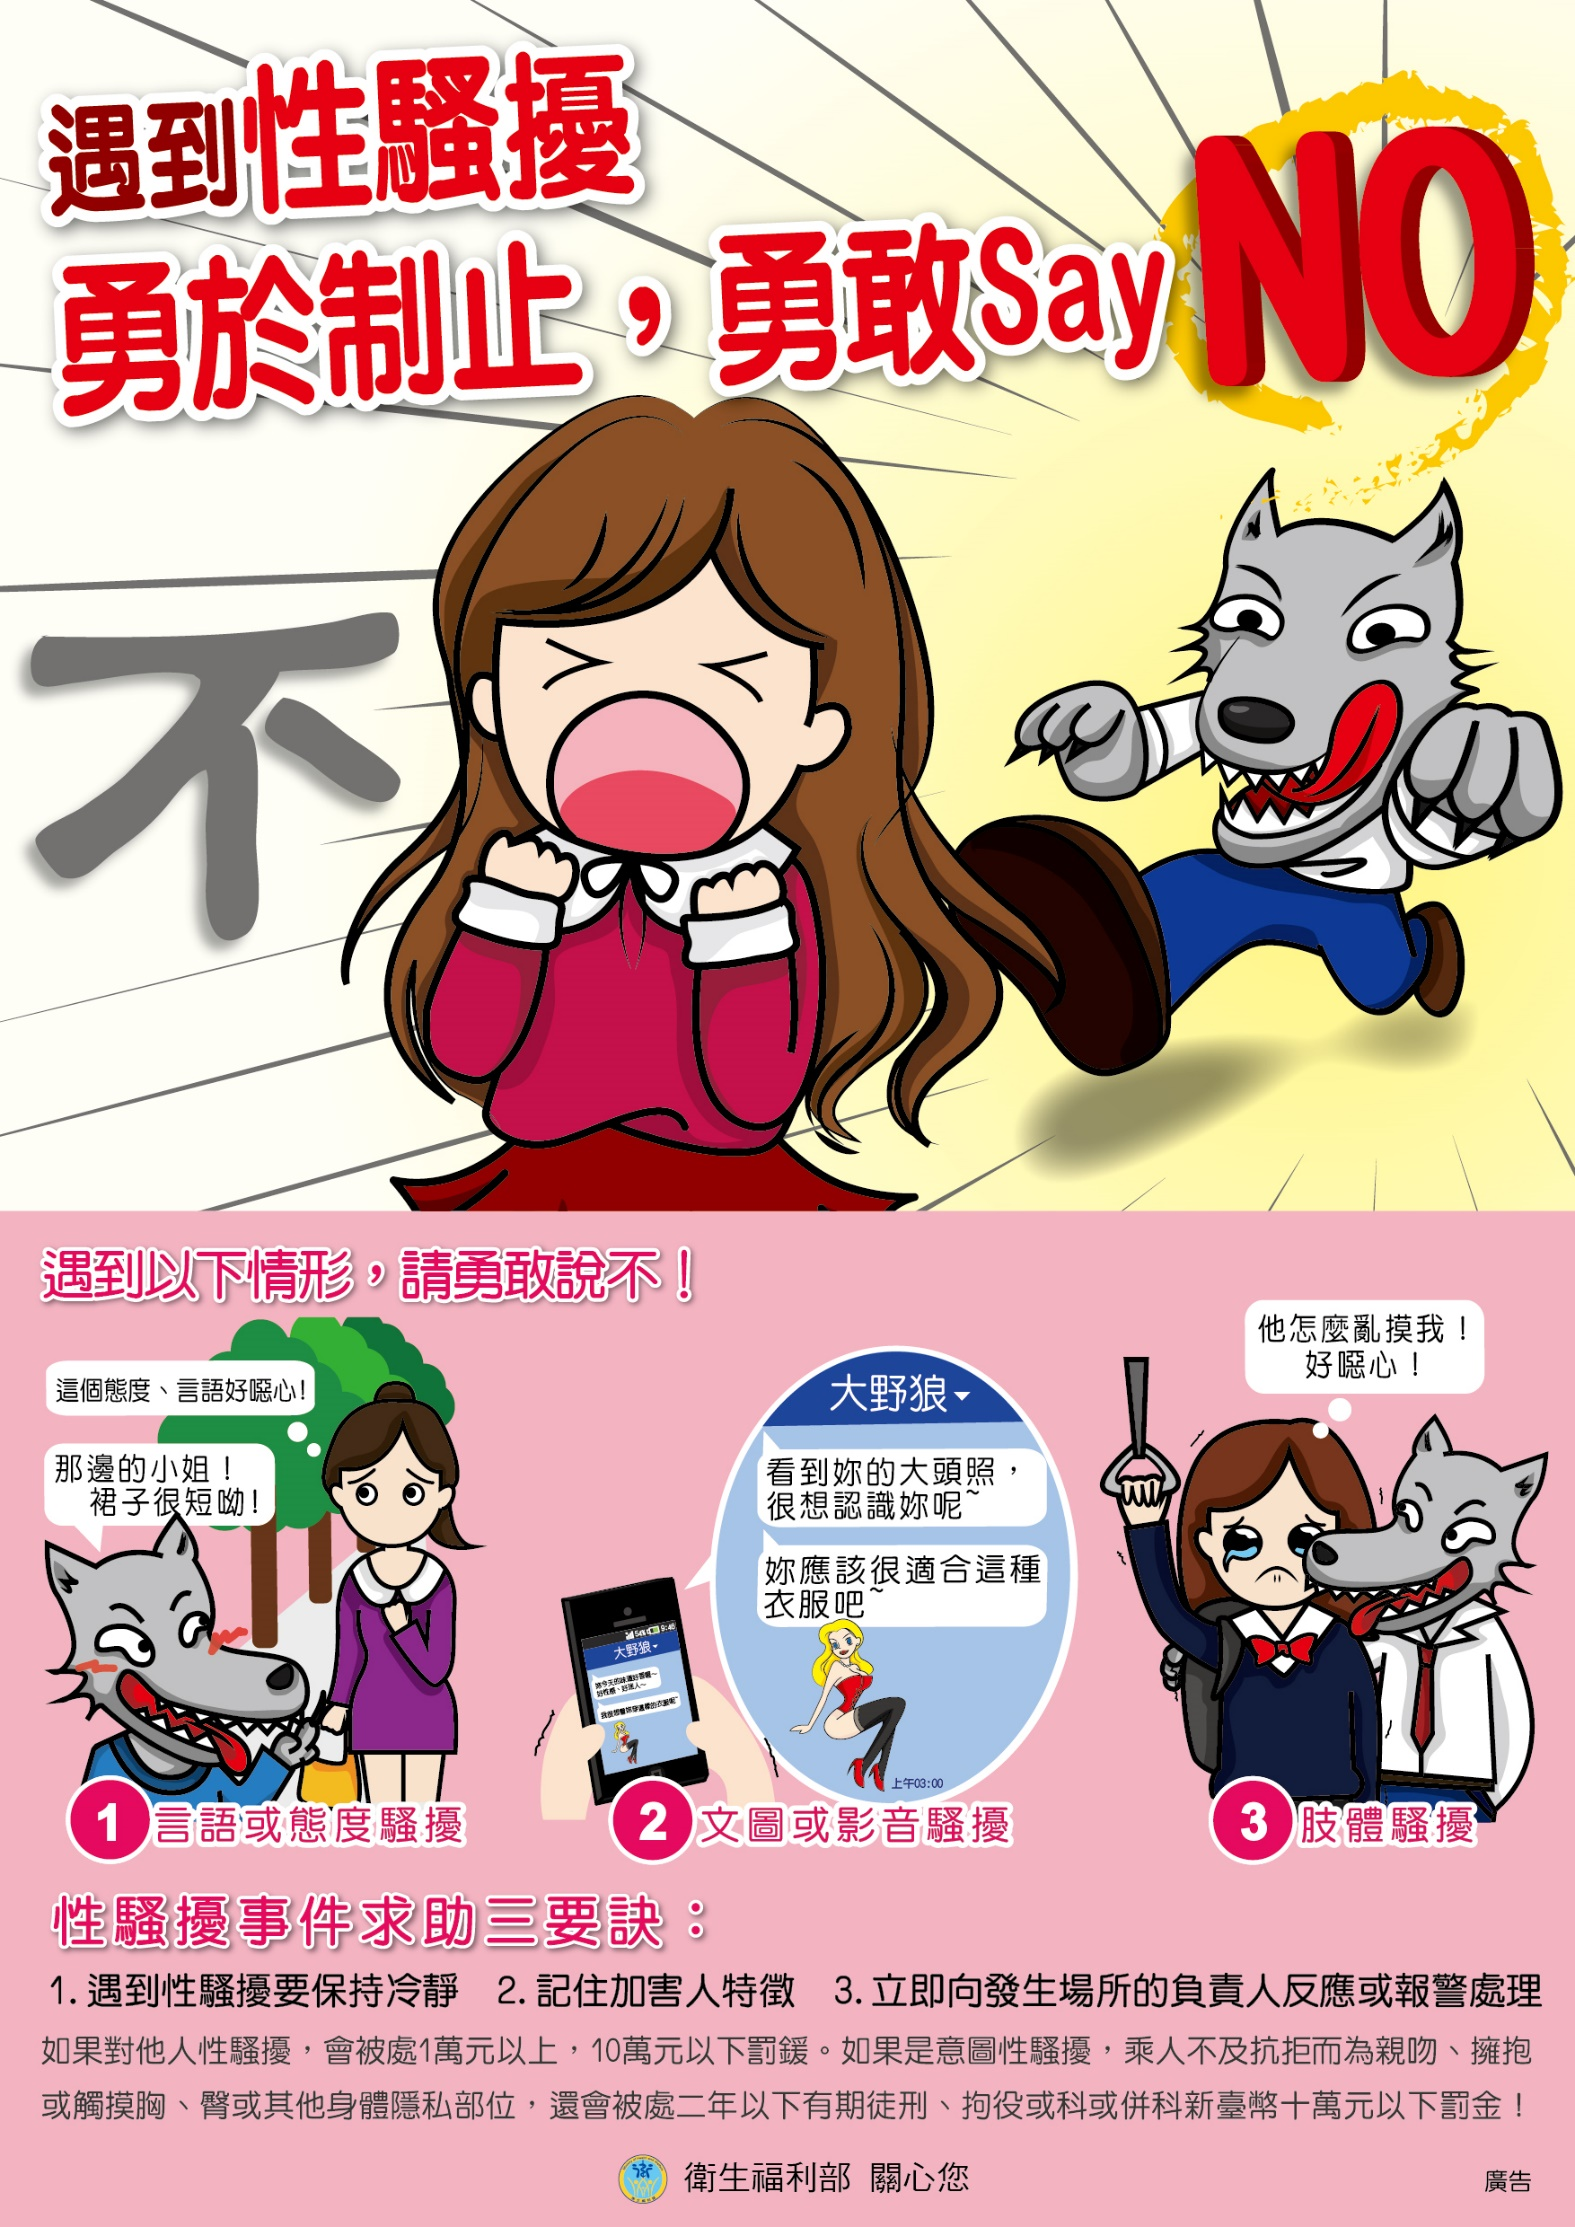 遇到性騷擾
勇於制止，勇敢Say NO
不
遇到以下情形，請勇敢說不！
這個態度、言語好噁心!
那邊的小姐！
裙子很短呦!
1 言語或態度騷擾
大野狼
看到妳的大頭照，
很想認識妳呢~
妳應該很適合這種
衣服吧~
上午03:00
大野狼
2 文圖或影音騷擾
他怎麼亂摸我！
好噁心！
3 肢體騷擾
性騷擾事件求助三要訣：
1. 遇到性騷擾要保持冷靜 2. 記住加害人特徵 3. 立即向發生場所的負責人反應或報警處理
如果對他人性騷擾，會被處1萬元以上，10萬元以下罰鍰。如果是意圖性騷擾，乘人不及抗拒而為親吻、擁抱
或觸摸胸、臀或其他身體隱私部位，還會被處二年以下有期徒刑、拘役或科或併科新臺幣十萬元以下罰金！
衛生福利部 關心您
廣告